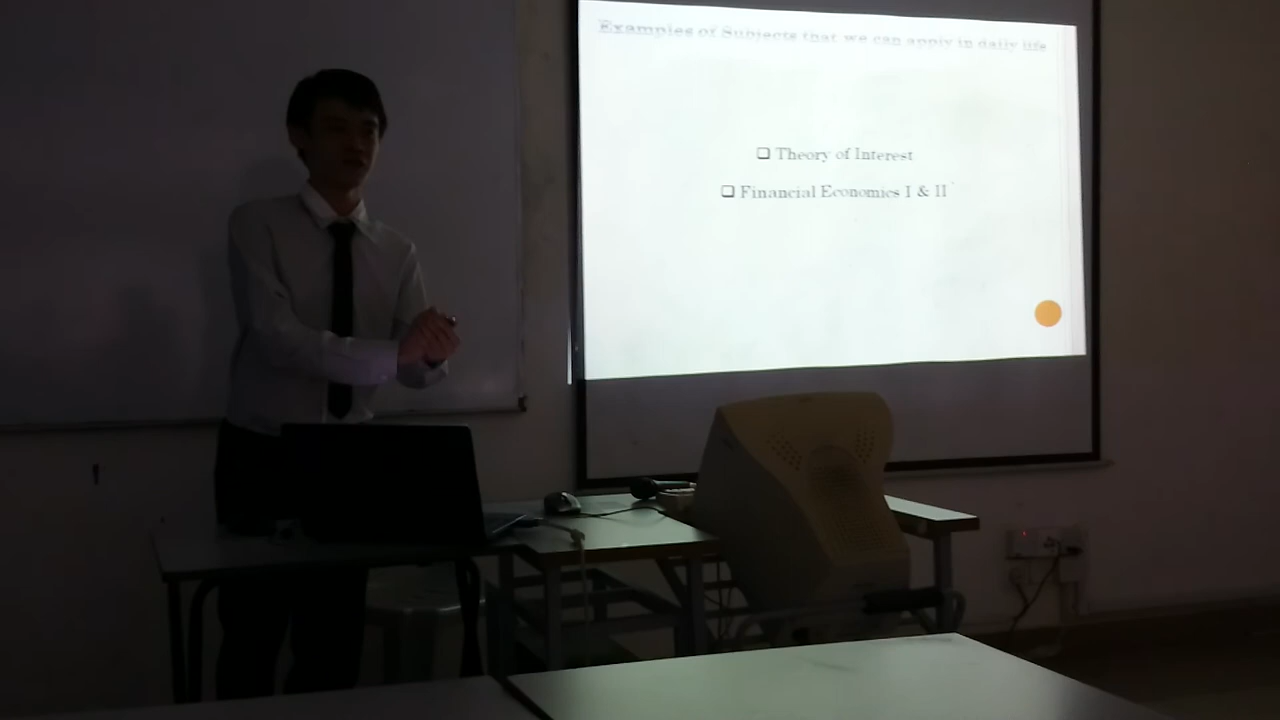 Examples of Subjects that we can apply in daily life
❑ Theory of Interest
❑ Financial Economics I & II